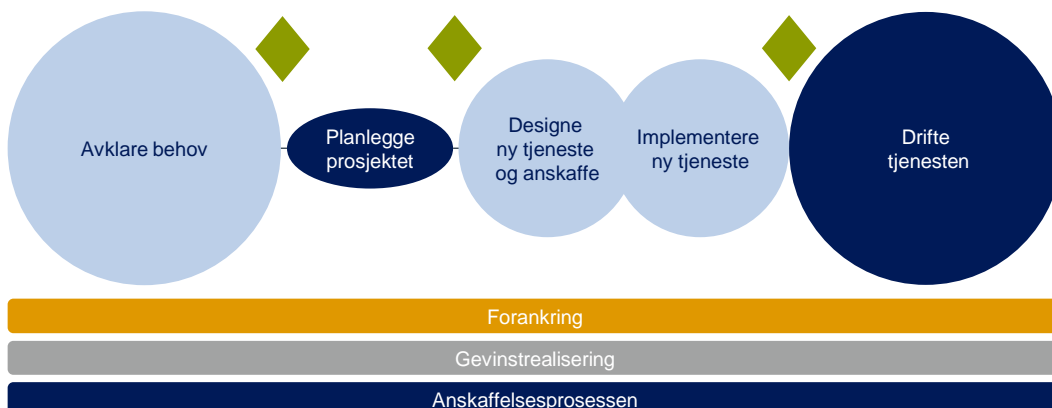 Avklare behov
Planlegge
prosjektet
Designe
ny tjeneste
og anskaffe
Implementere
ny tjeneste
Drifte
tjenesten
Forankring
Gevinstrealisering
Anskaffelsesprosessen